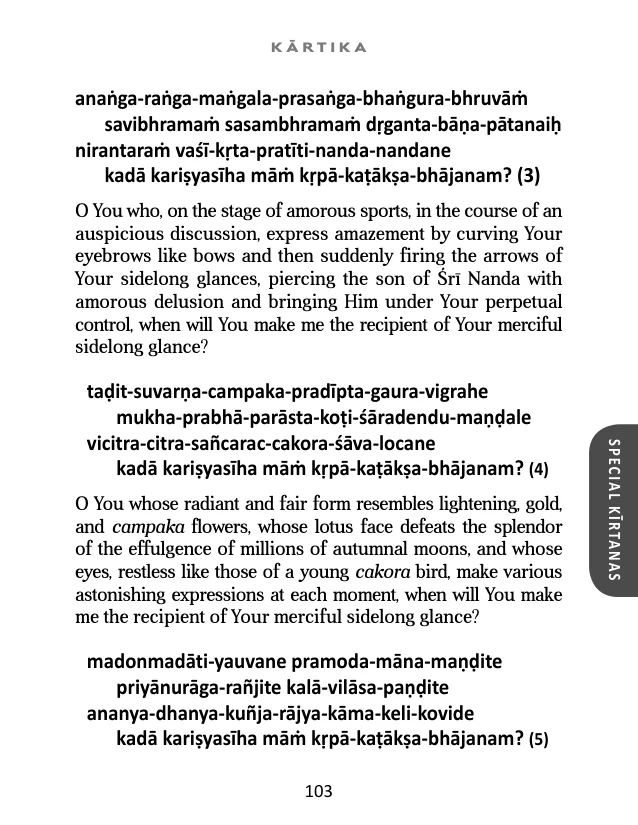 KĀRTIKA
anaṅga-raṅga-maṅgala-prasaṅga-bhaṅgura-bhruvāṁ
savibhramaṁ sasambhramaṁ dṛganta-bāṇa-pātanaiḥ
nirantaraṁ vaśī-kṛta-pratīti-nanda-nandane
kadā kariṣyasīha māṁ kṛpā-kaṭākṣa-bhājanam? (3)
O You who, on the stage of amorous sports, in the course of an
auspicious discussion, express amazement by curving Your
eyebrows like bows and then suddenly firing the arrows of
Your sidelong glances, piercing the son of Śrī Nanda with
amorous delusion and bringing Him under Your perpetual
control, when will You make me the recipient of Your merciful
sidelong glance?
taḍit-suvarṇa-campaka-pradīpta-gaura-vigrahe
mukha-prabhā-parāsta-koṭi-śāradendu-maṇḍale
vicitra-citra-sañcarac-cakora-śāva-locane
kadā kariṣyasīha māṁ kṛpā-kaṭākṣa-bhājanam? (4)
O You whose radiant and fair form resembles lightening, gold,
and campaka flowers, whose lotus face defeats the splendor
of the effulgence of millions of autumnal moons, and whose
eyes, restless like those of a young cakora bird, make various
astonishing expressions at each moment, when will You make
me the recipient of Your merciful sidelong glance?
madonmadāti-yauvane pramoda-māna-maṇḍite
priyānurāga-rañjite kalā-vilāsa-paṇḍite
ananya-dhanya-kuñja-rājya-kāma-keli-kovide
kadā kariṣyasīha māṁ kṛpā-kaṭākṣa-bhājanam? (5)
SPECIAL KĪRTANAS
103